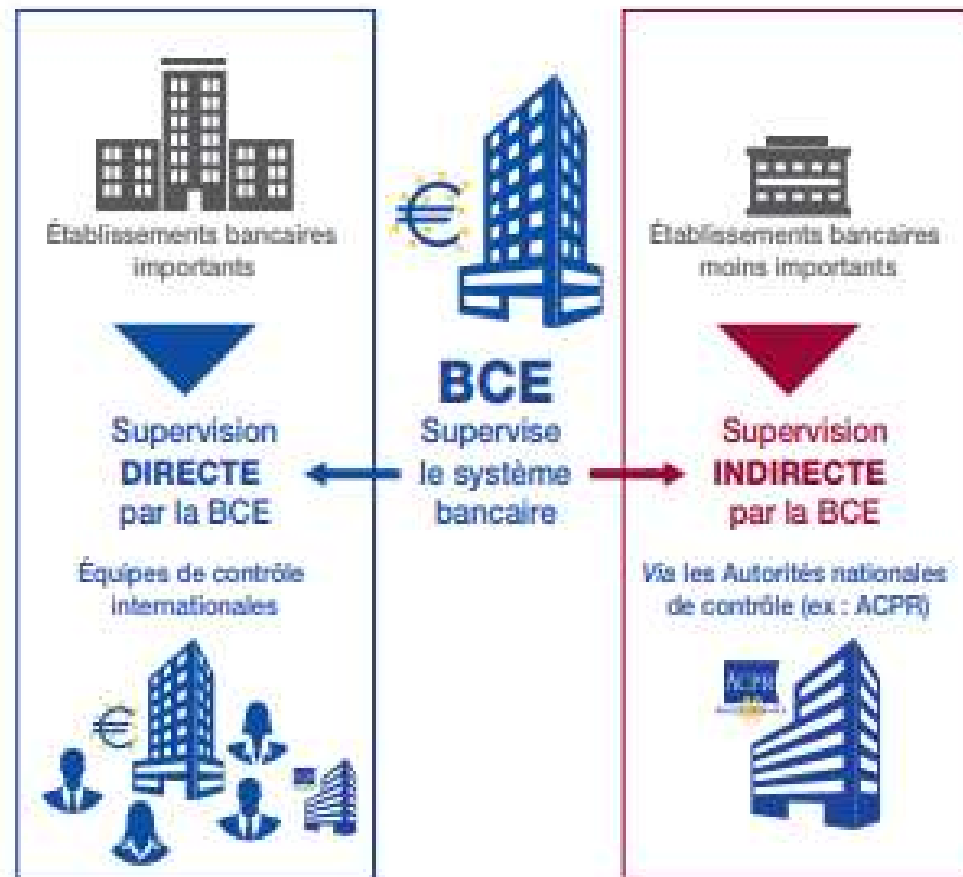 Établissements bancaires
importants
Supervision
DIRECTE
par la BCE
Équipes de contrôle
internationales
BCE
Supervise
le système
bancaire
Établissements bancaires
moins importants
Supervision
INDIRECTE
par la BCE
Via les Autorités nationales
de contrôle (ex : ACPR)
ACPR